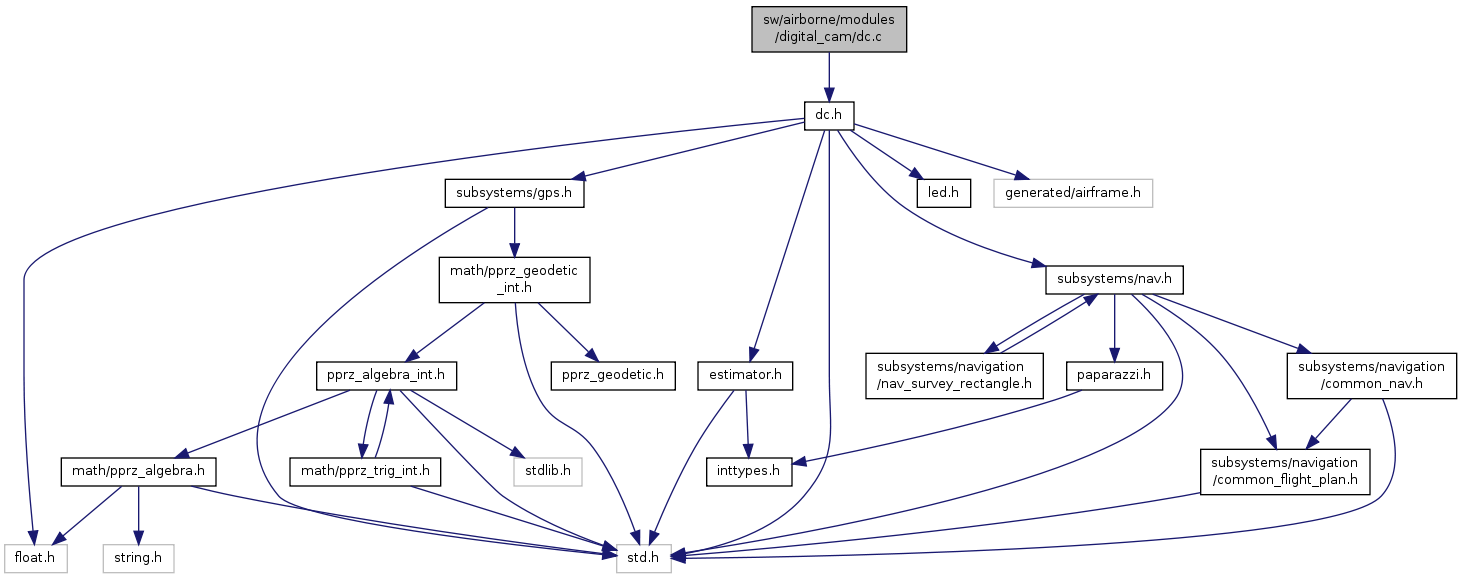 sw/airborne/modules
/digital_cam/dc.c
dc.h
subsystems/gps.h
led.h
generated/airframe.h
math/pprz_geodetic
_int.h
subsystems/nav.h
pprz_algebra_int.h
pprz_geodetic.h
estimator.h
subsystems/navigation
/nav_survey_rectangle.h
paparazzi.h
subsystems/navigation
/common_nav.h
math/pprz_algebra.h
math/pprz_trig_int.h
stdlib.h
inttypes.h
subsystems/navigation
/common_flight_plan.h
float.h
string.h
std.h